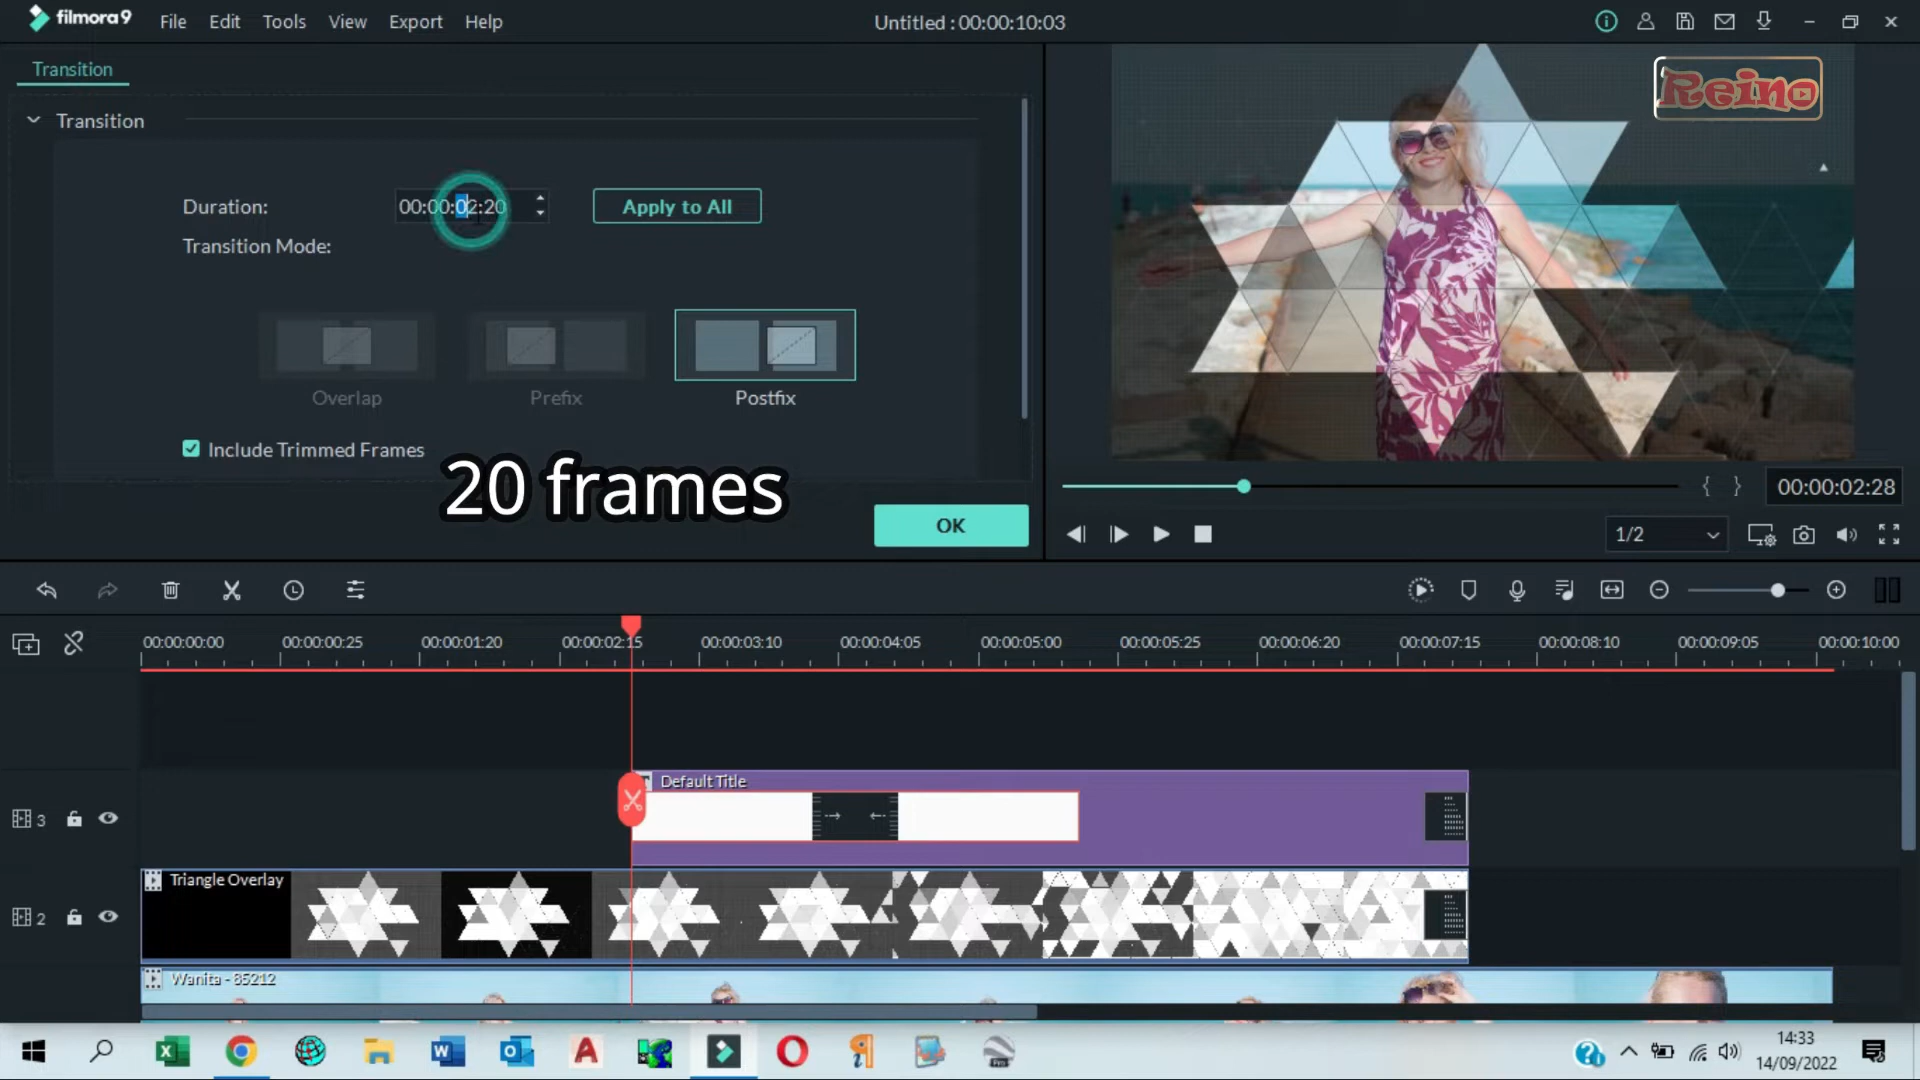 filmora9 File Edit Tools View Export Help Untitled : 00:00:10:03
Transition
Transition
Duration: 00:00:02:20 Apply to All
Transition Mode:
Overlap Prefix Postfix
Include Trimmed Frames
20 frames
OK
Reino
00:00:02:28
1/2
00:00:00:00 00:00:00:25 00:00:01:20 00:00:02:15 00:00:03:10 00:00:04:05 00:00:05:00 00:00:05:25 00:00:06:20 00:00:07:15 00:00:08:10 00:00:09:05 00:00:10:00
Default Title
3
Triangle Overlay
2
Wanita - 85212
14:33
14/09/2022